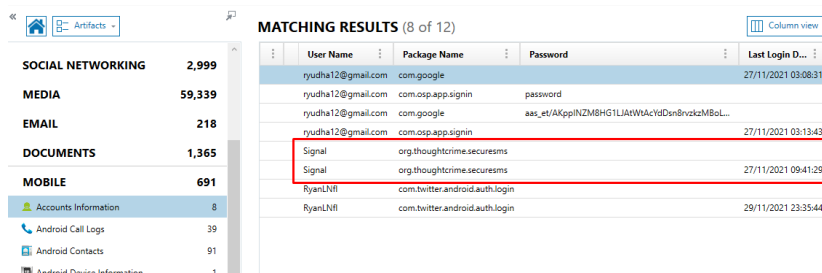 «
Artifacts
MATCHING RESULTS (8 of 12)
Column view
SOCIAL NETWORKING 2,999
MEDIA 59,339
EMAIL 218
DOCUMENTS 1,365
MOBILE 691
Accounts Information 8
Android Call Logs 39
Android Contacts 91
Android Device Information 1
User Name Package Name Password Last Login D...
ryudha12@gmail.com com.google 27/11/2021 03:08:31
ryudha12@gmail.com com.osp.app.signin password
ryudha12@gmail.com com.google
ryudha12@gmail.com com.osp.app.signin 27/11/2021 03:13:43
Signal org.thoughtcrime.securesms
Signal org.thoughtcrime.securesms 27/11/2021 09:41:29
RyanLNfl com.twitter.android.auth.login
RyanLNfl com.twitter.android.auth.login 29/11/2021 23:35:44